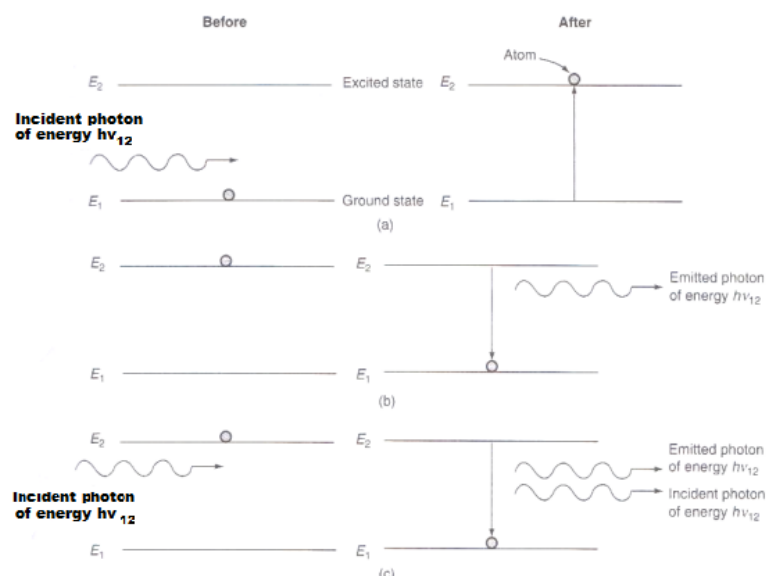 Before After
Atom
E2 Excited state E2
Incident photon
of energy hv12
E1 Ground state E1
(a)
E2 E2
Emitted photon
of energy hv12
E1 E1
(b)
E2 E2
Emitted photon
of energy hv12
Incident photon
of energy hv12
Incident photon
of energy hv12
E1 E1
(c)